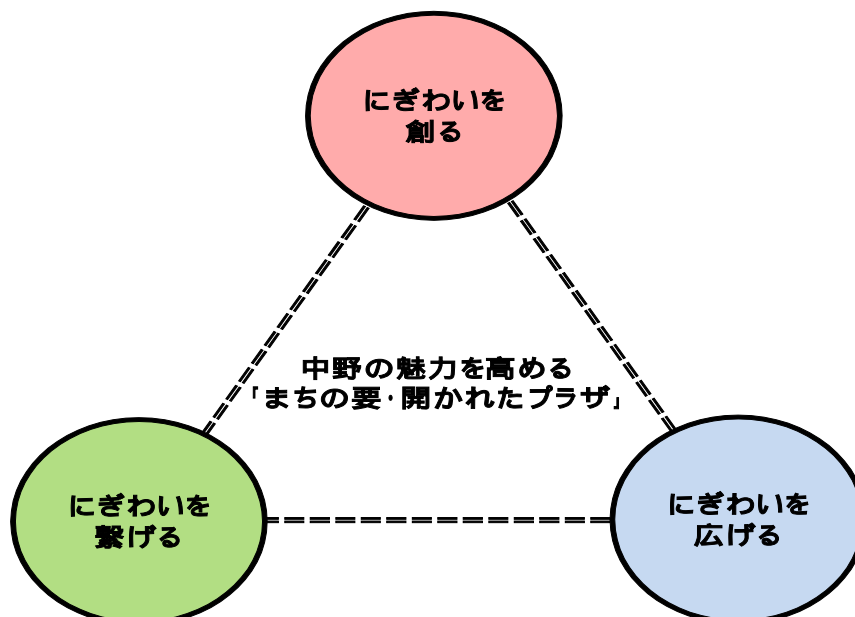 にぎわいを
創る
中野の魅力を高める
「まちの要・開かれたプラザ」
にぎわいを
繋げる
にぎわいを
広げる